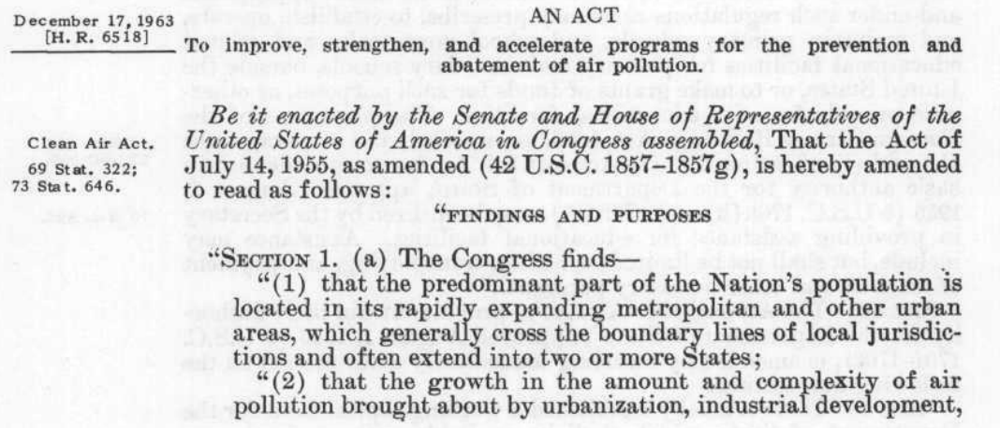 December 17, 1963
[H. R. 6518]
AN ACT
To improve, strengthen, and accelerate programs for the prevention and
abatement of air pollution.
Clean Air Act.
69 Stat. 322;
73 Stat. 646.
Be it enacted by the Senate and House of Representatives of the
United States of America in Congress assembled, That the Act of
July 14, 1955, as amended (42 U.S.C. 1857–1857g), is hereby amended
to read as follows:
“FINDINGS AND PURPOSES
“SECTION 1. (a) The Congress finds—
“(1) that the predominant part of the Nation’s population is
located in its rapidly expanding metropolitan and other urban
areas, which generally cross the boundary lines of local jurisdic-
tions and often extend into two or more States;
“(2) that the growth in the amount and complexity of air
pollution brought about by urbanization, industrial development,